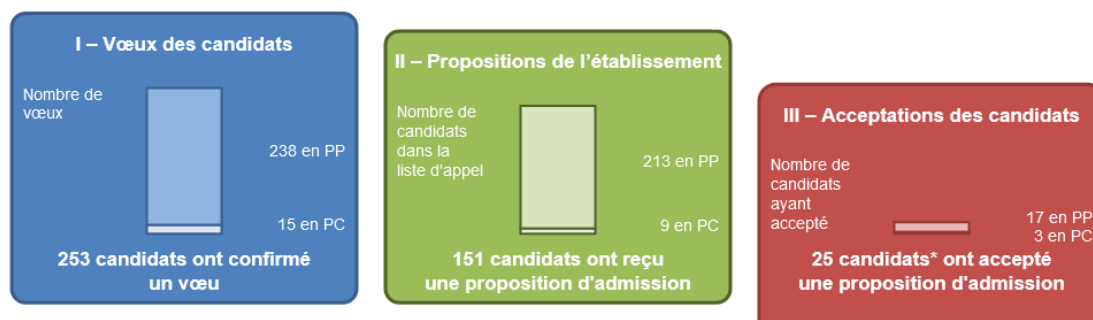 I – Vœux des candidats
Nombre de
vœux
238 en PP
15 en PC
253 candidats ont confirmé
un vœu
II – Propositions de l'établissement
Nombre de
candidats
dans la
liste d'appel
213 en PP
9 en PC
151 candidats ont reçu
une proposition d'admission
III – Acceptations des candidats
Nombre de
candidats
ayant
accepté
17 en PP
3 en PC
25 candidats* ont accepté
une proposition d'admission